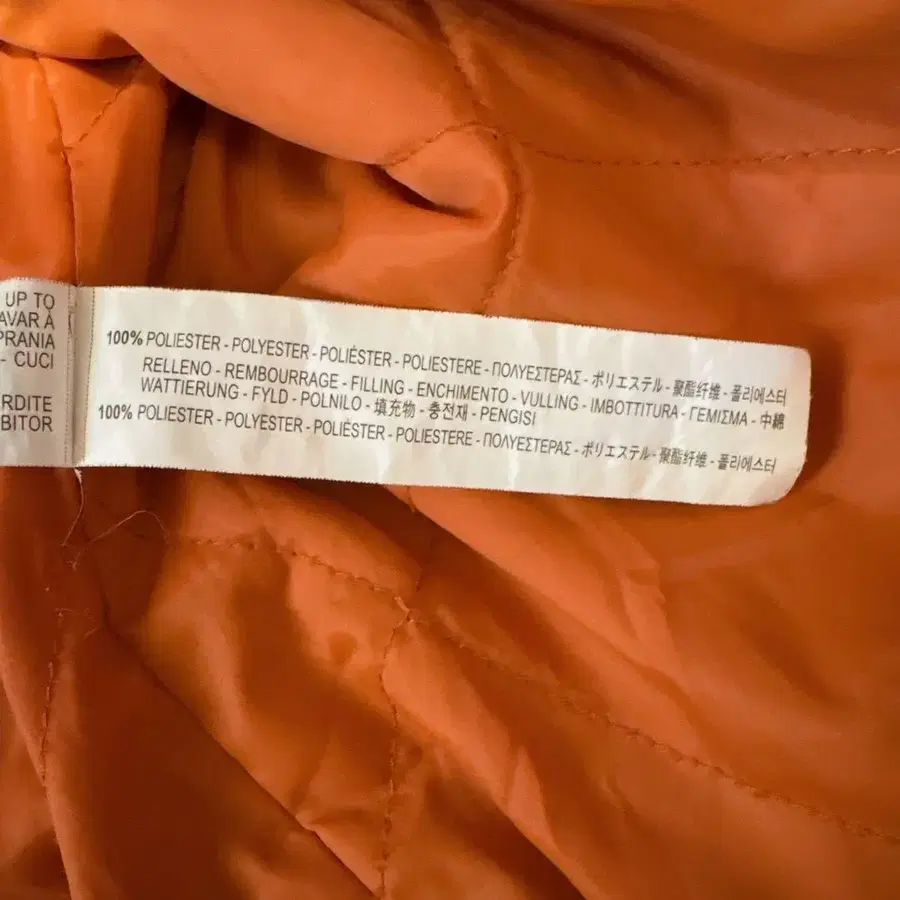 UP TO
AVAR À
PRANIA
- CUCI
RDITE
BITOR
100% POLIESTER - POLYESTER - POLIÉSTER - POLIESTERE - ΠΟΛΥΕΣΤΕΡΑΣ - ポリエステル - 聚酯纤维 - 폴리에스터
RELLENO - REMBOURRAGE - FILLING - ENCHIMENTO - VULLING - IMBOTTITURA - ΓΕΜΙΣΜΑ - 中綿
WATTIERUNG - FYLD - POLNILO - 填充物 - 충전재 - PENGISI
100% POLIESTER - POLYESTER - POLIÈSTER - POLIESTERE - ΠΟΛΥΕΣΤΕΡΑΣ - ポリエステル - 聚酯纤维 - 폴리에스터